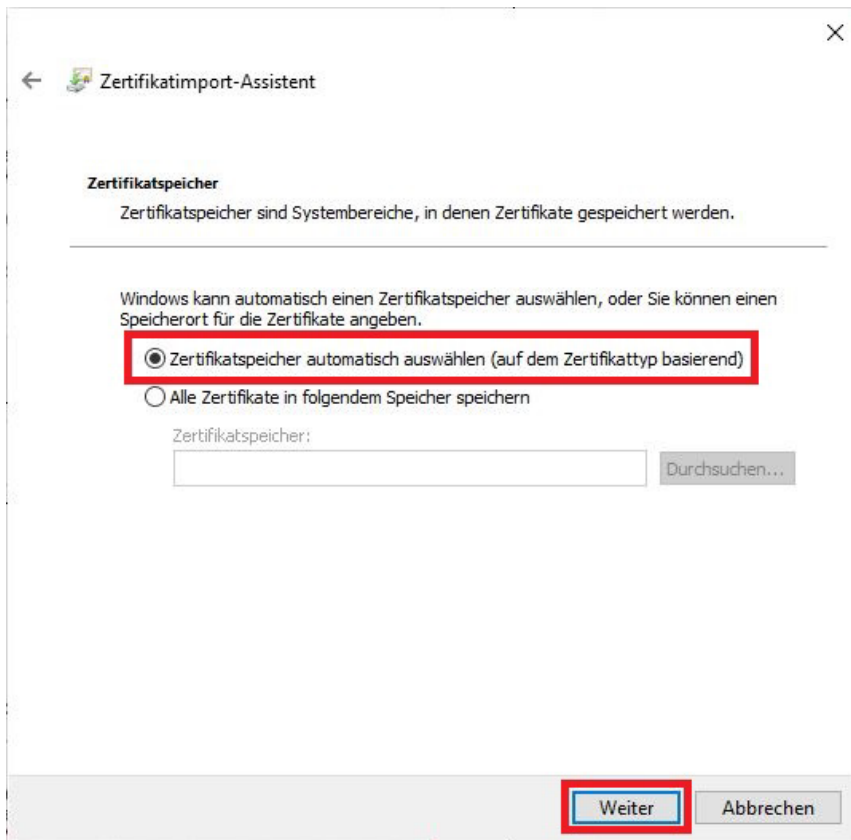 Zertifikatimport-Assistent
Zertifikatspeicher
Zertifikatspeicher sind Systembereiche, in denen Zertifikate gespeichert werden.
Windows kann automatisch einen Zertifikatspeicher auswählen, oder Sie können einen
Speicherort für die Zertifikate angeben.
Zertifikatspeicher automatisch auswählen (auf dem Zertifikattyp basierend)
Alle Zertifikate in folgendem Speicher speichern
Zertifikatspeicher:
Durchsuchen...
Weiter Abbrechen